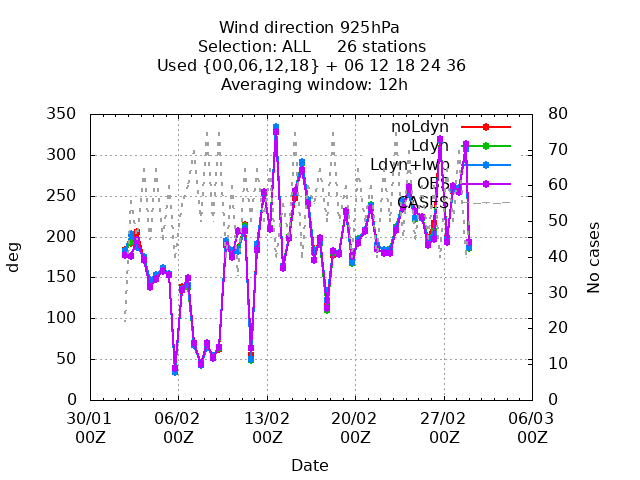 Wind direction 925hPa
Selection: ALL     26 stations
Used {00,06,12,18} + 06 12 18 24 36
Averaging window: 12h
350 80
300 70
250 60
200 50
150 40
100 30
50 20
0 10
0
noLdyn
Ldyn
Ldyn+lwp
OBS
CASES
deg
No cases
30/01 06/02 13/02 20/02 27/02 06/03
00Z 00Z 00Z 00Z 00Z 00Z
Date